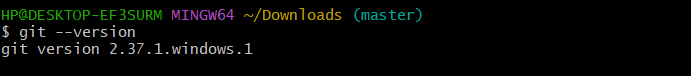 HP@DESKTOP-EF3SURM MINGW64 ~/Downloads (master)
$ git --version
git version 2.37.1.windows.1